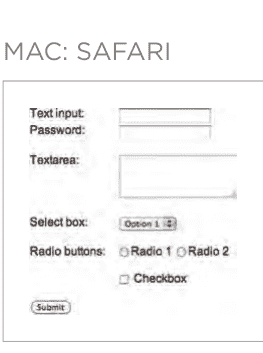 MAC: SAFARI
Text input:
Password:
Textarea:
Select box: Option 1
Radio buttons: Radio 1 Radio 2
Checkbox
Submit